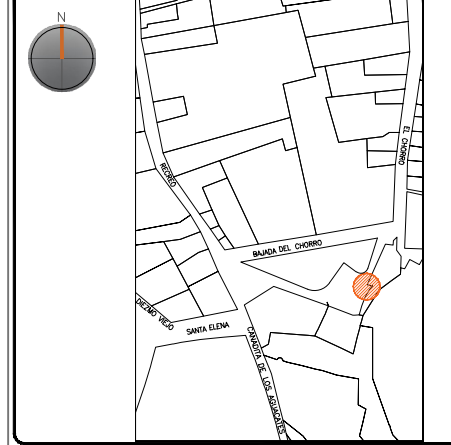 N
EL CHORRO
RECREO
BAJADA DEL CHORRO
DIEZMO VIEJO
SANTA ELENA
CAÑADITA DE LOS AGUACATES